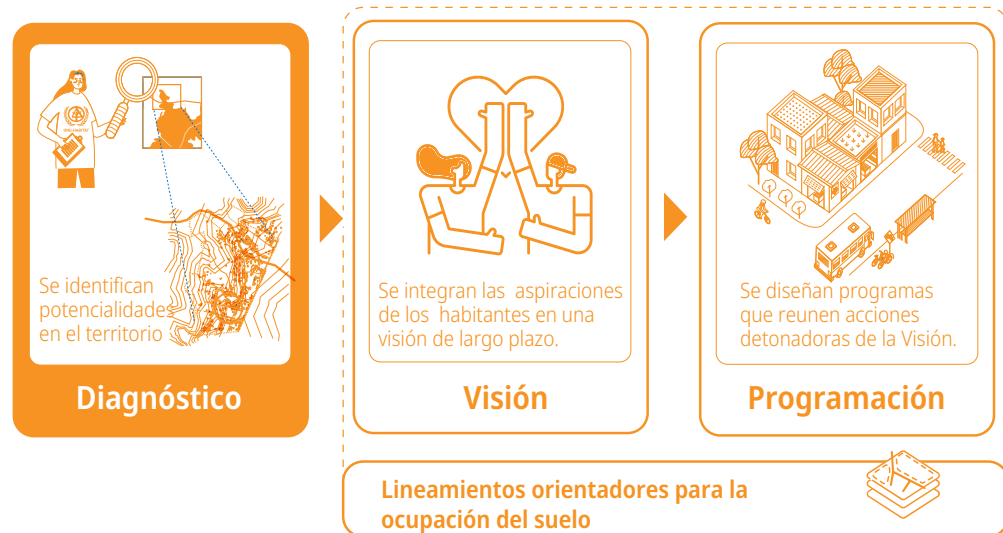 Se identifican
potencialidades
en el territorio
Diagnóstico
Se integran las aspiraciones
de los habitantes en una
visión de largo plazo.
Visión
Se diseñan programas
que reunen acciones
detonadoras de la Visión.
Programación
Lineamientos orientadores para la
ocupación del suelo